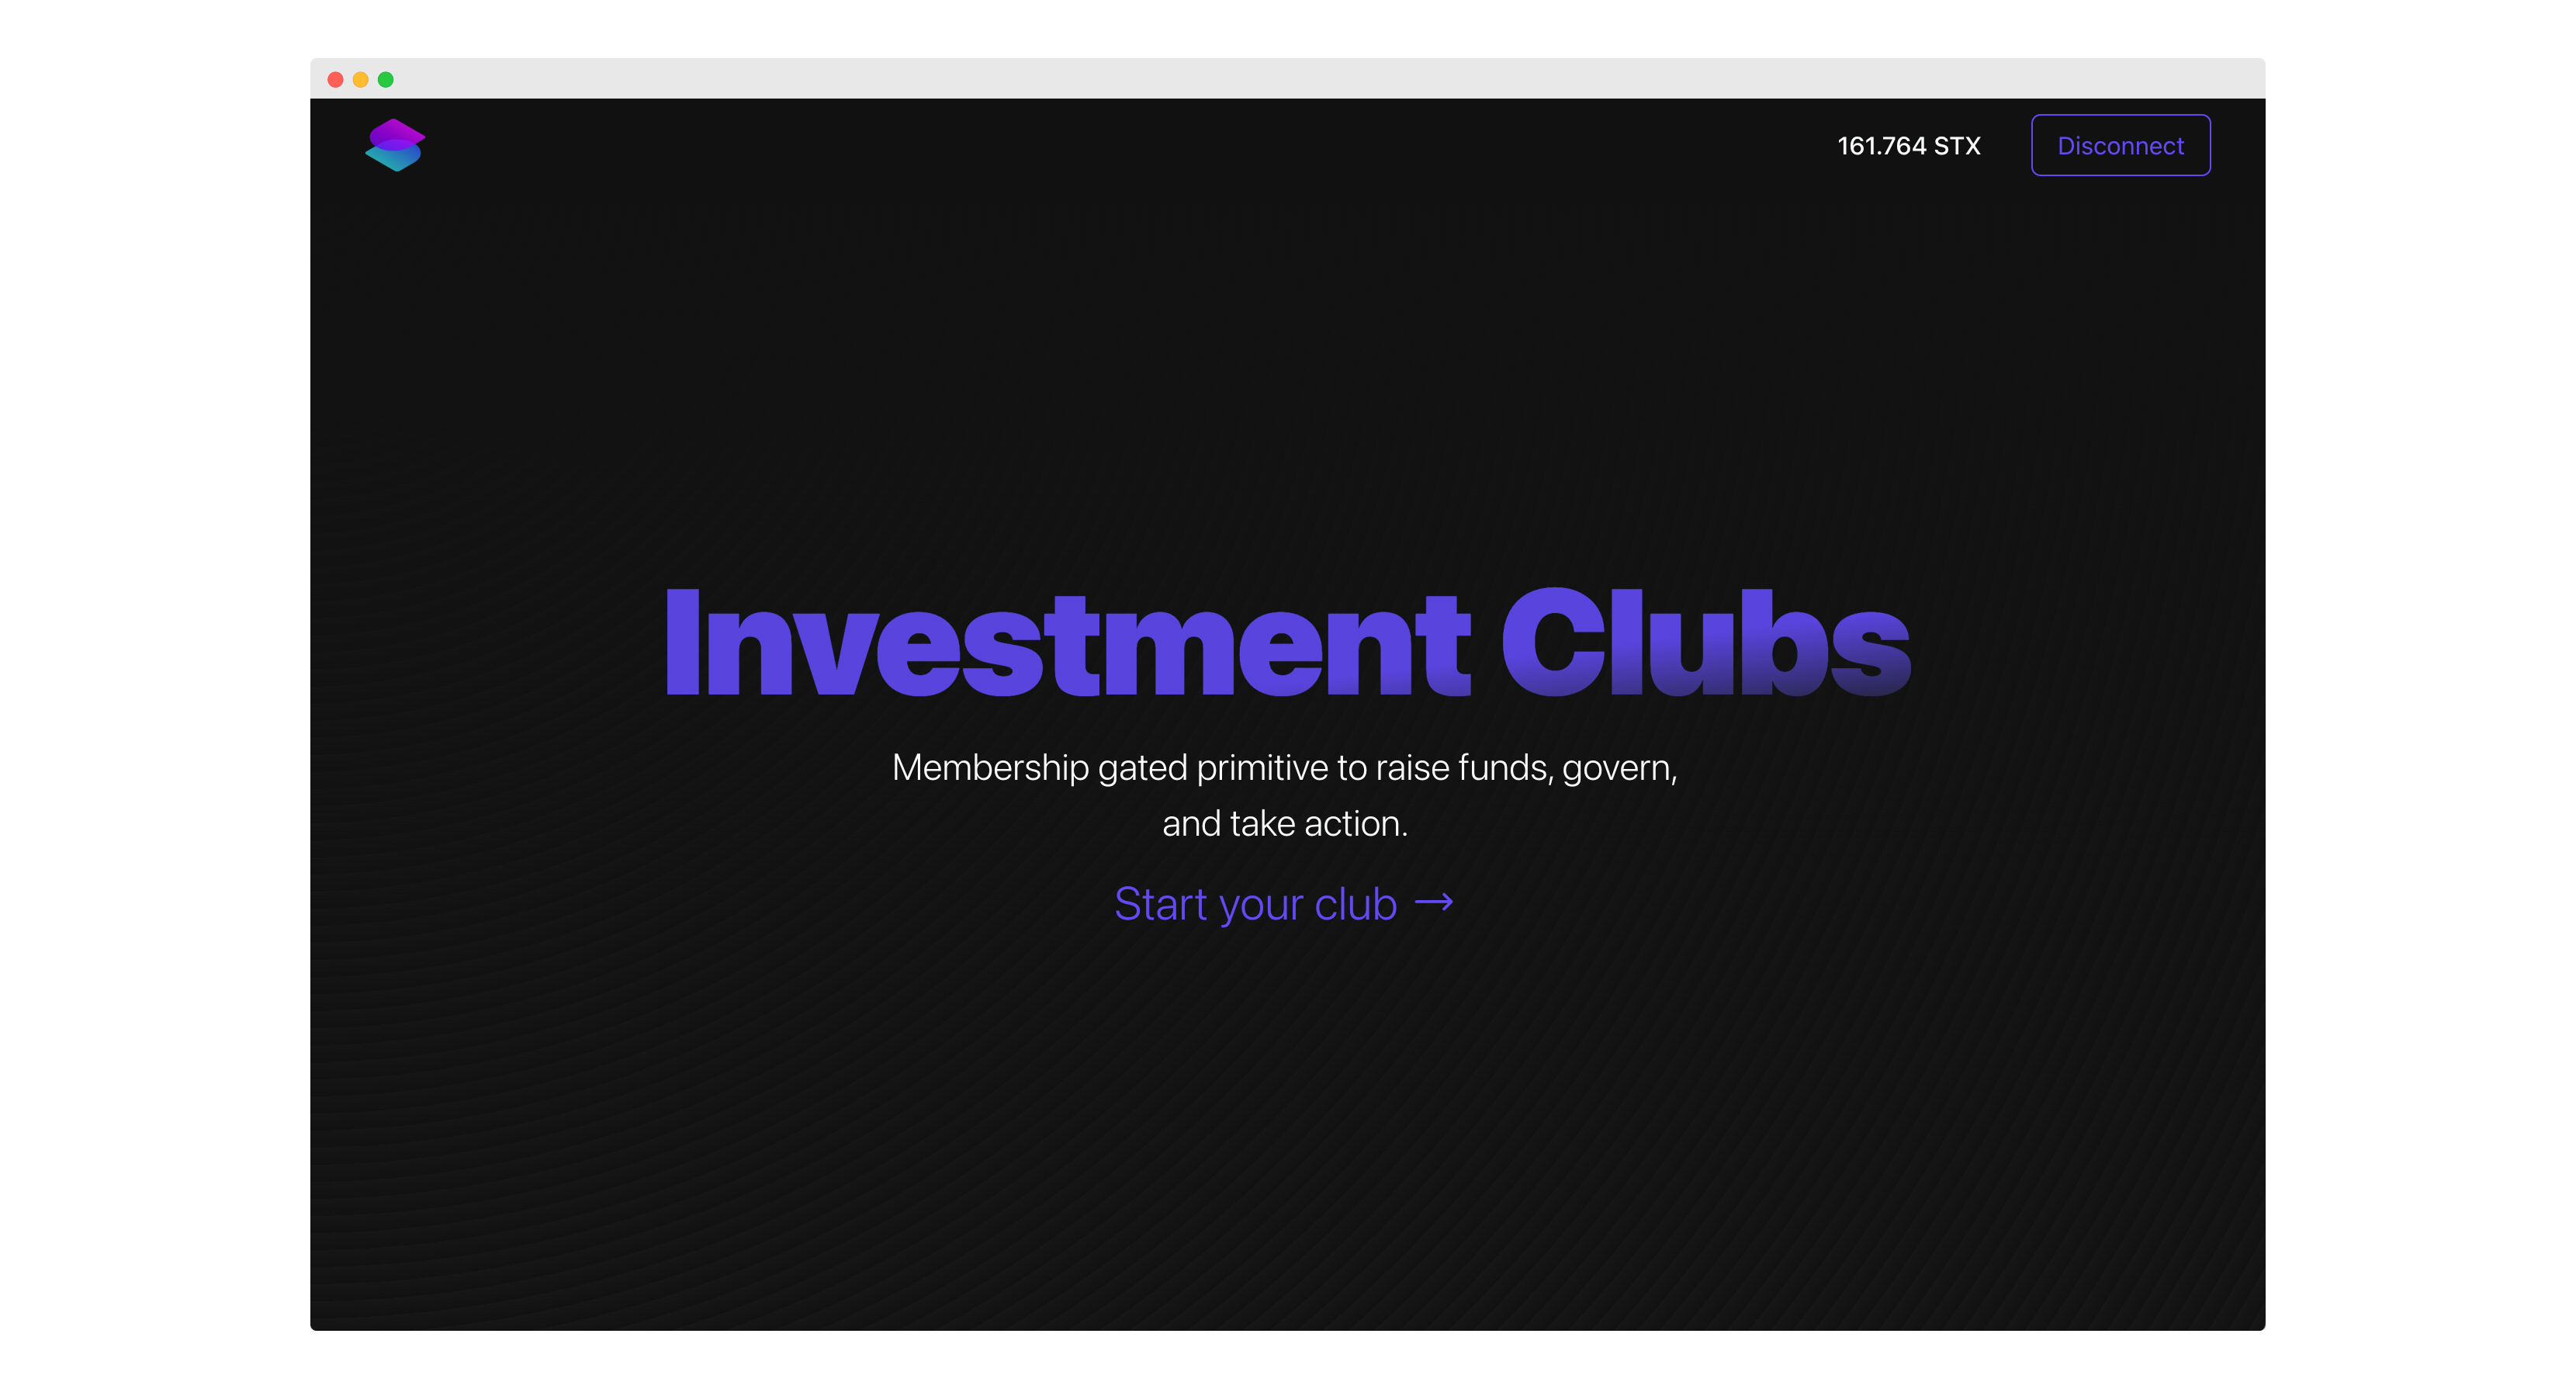 161.764 STX
Disconnect
Investment Clubs
Membership gated primitive to raise funds, govern,
and take action.
Start your club →